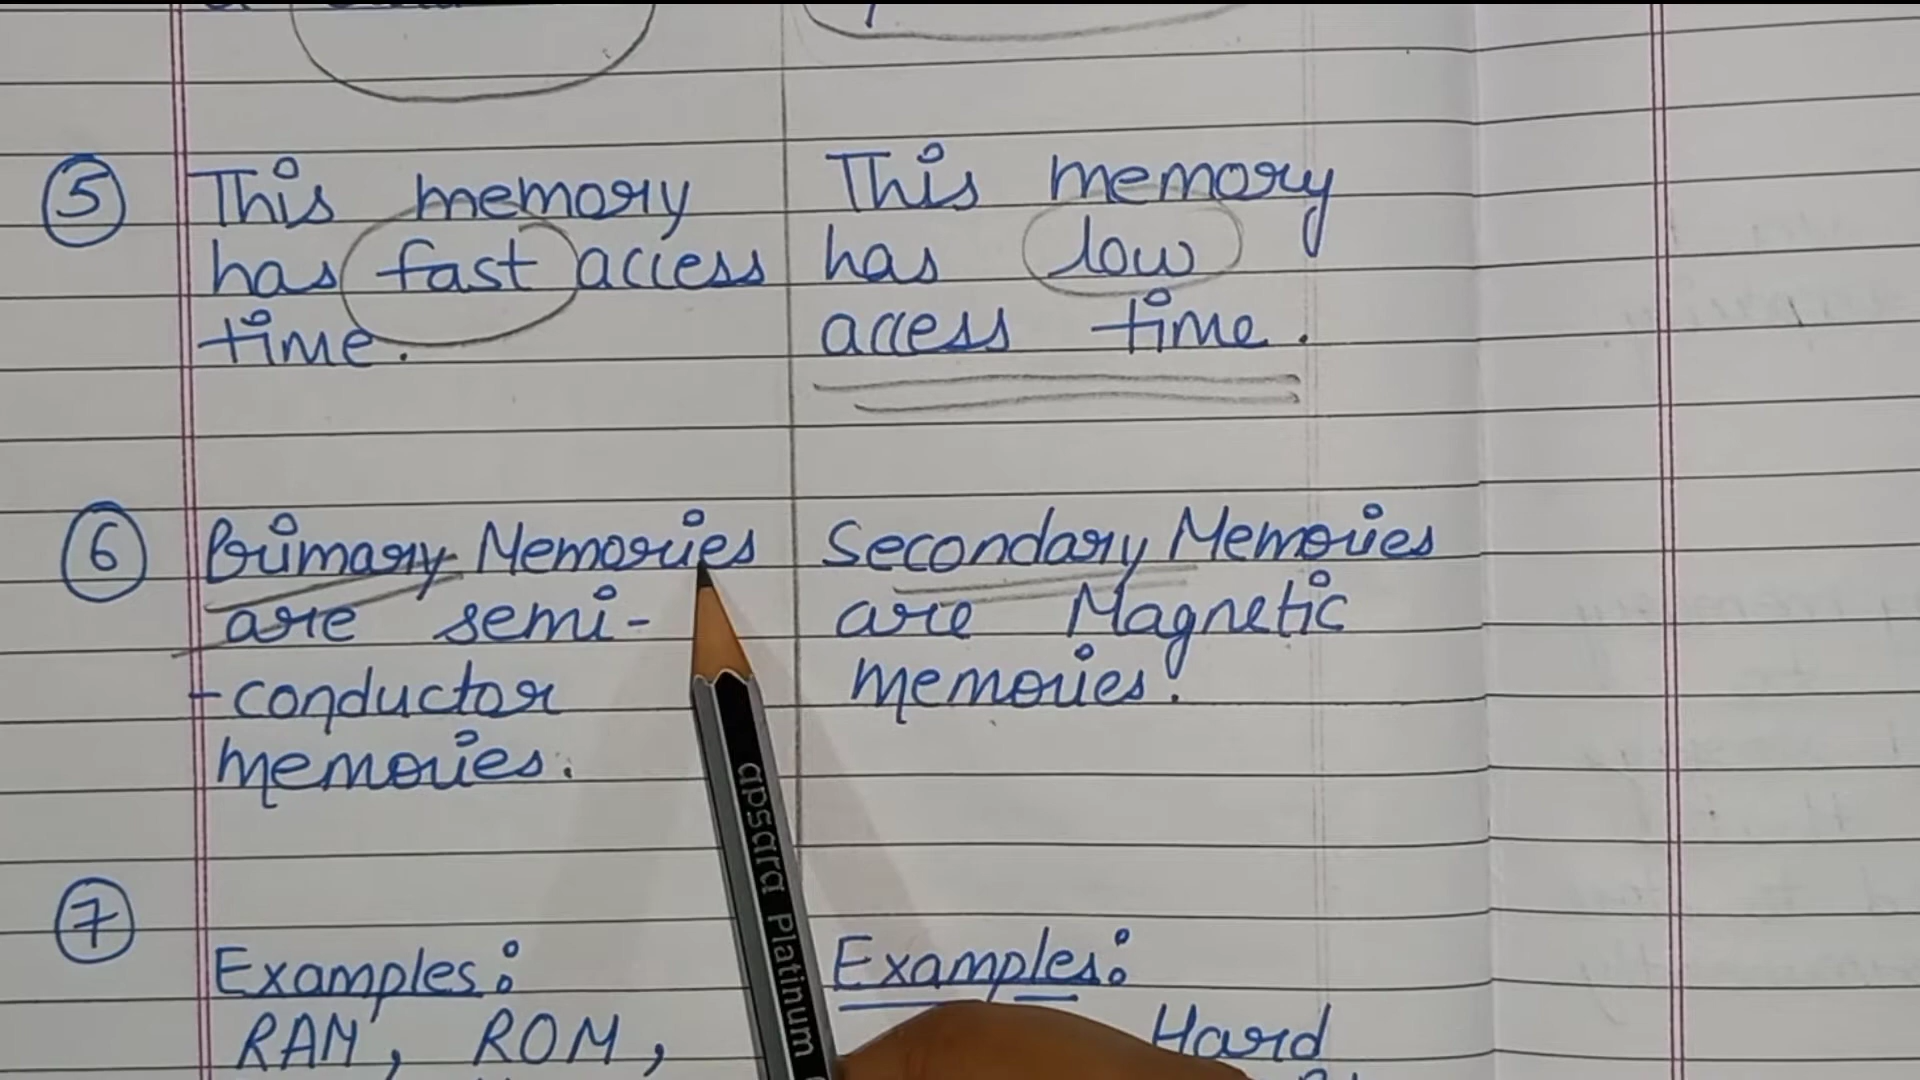 5 This memory
has fast access
time.
This memory
has low
access time.
6 Primary Memories
are semi-
-conductor
memories.
Secondary Memories
are Magnetic
memories.
7
Examples:
RAM, ROM,
Examples:
Hard
apsara Platinum